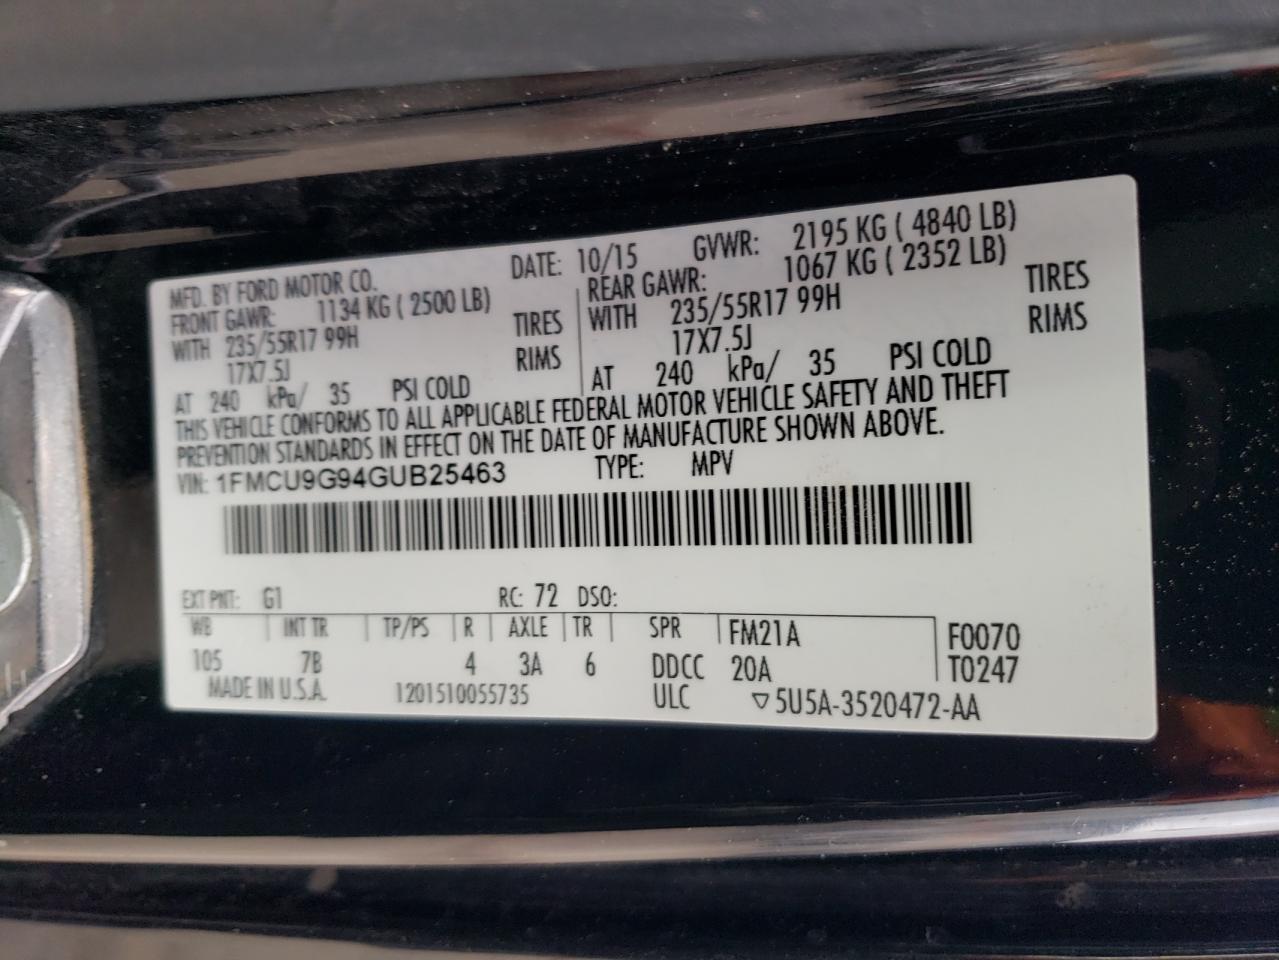 MFD. BY FORD MOTOR CO. DATE: 10/15 GVWR: 2195 KG ( 4840 LB)
FRONT GAWR: 1134 KG ( 2500 LB) REAR GAWR: 1067 KG ( 2352 LB)
WITH 235/55R17 99H TIRES WITH 235/55R17 99H TIRES
17X7.5J RIMS 17X7.5J RIMS
AT 240 kPa/ 35 PSI COLD AT 240 kPa/ 35 PSI COLD
THIS VEHICLE CONFORMS TO ALL APPLICABLE FEDERAL MOTOR VEHICLE SAFETY AND THEFT
PREVENTION STANDARDS IN EFFECT ON THE DATE OF MANUFACTURE SHOWN ABOVE.
VIN: 1FMCU9G94GUB25463 TYPE: MPV
EXT PNT: G1 RC: 72 DSO:
WB INT TR TP/PS R AXLE TR SPR FM21A F0070
105 7B 4 3A 6 DDCC 20A T0247
MADE IN U.S.A. 1201510055735 ULC ▽5U5A-3520472-AA